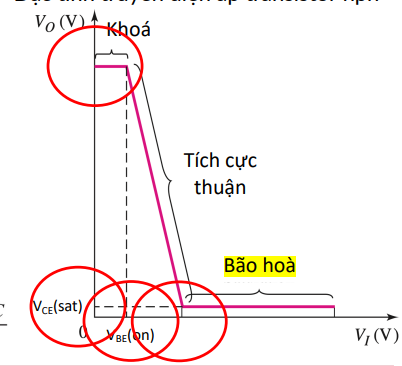 V_O (V)
Khoá
Tích cực
thuận
Bão hoà
V_CE(sat)
0
V_BE(on)
V_I (V)